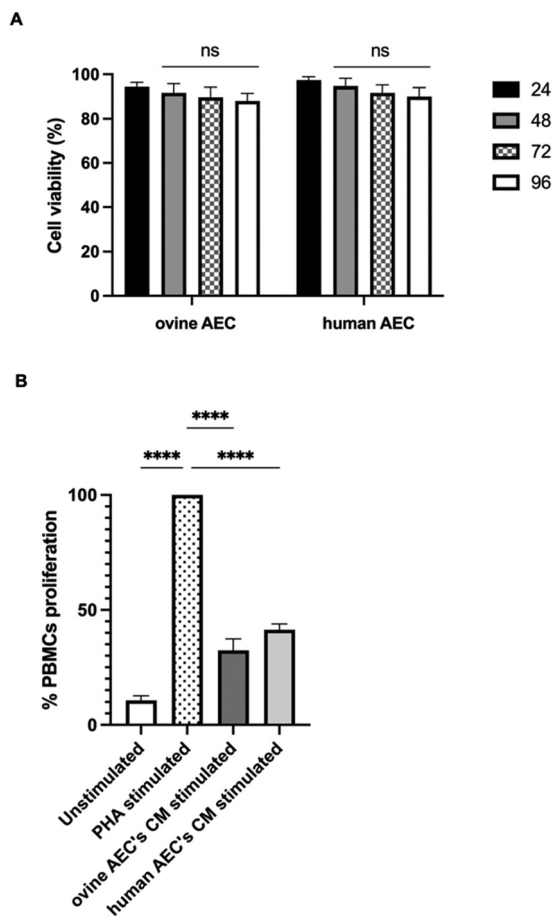 A
ns
ns
100
80
60
40
20
0
Cell viability (%)
ovine AEC
human AEC
24
48
72
96
B
****
****
****
100
50
0
% PBMCs proliferation
Unstimulated
PHA stimulated
ovine AEC's CM stimulated
human AEC's CM stimulated